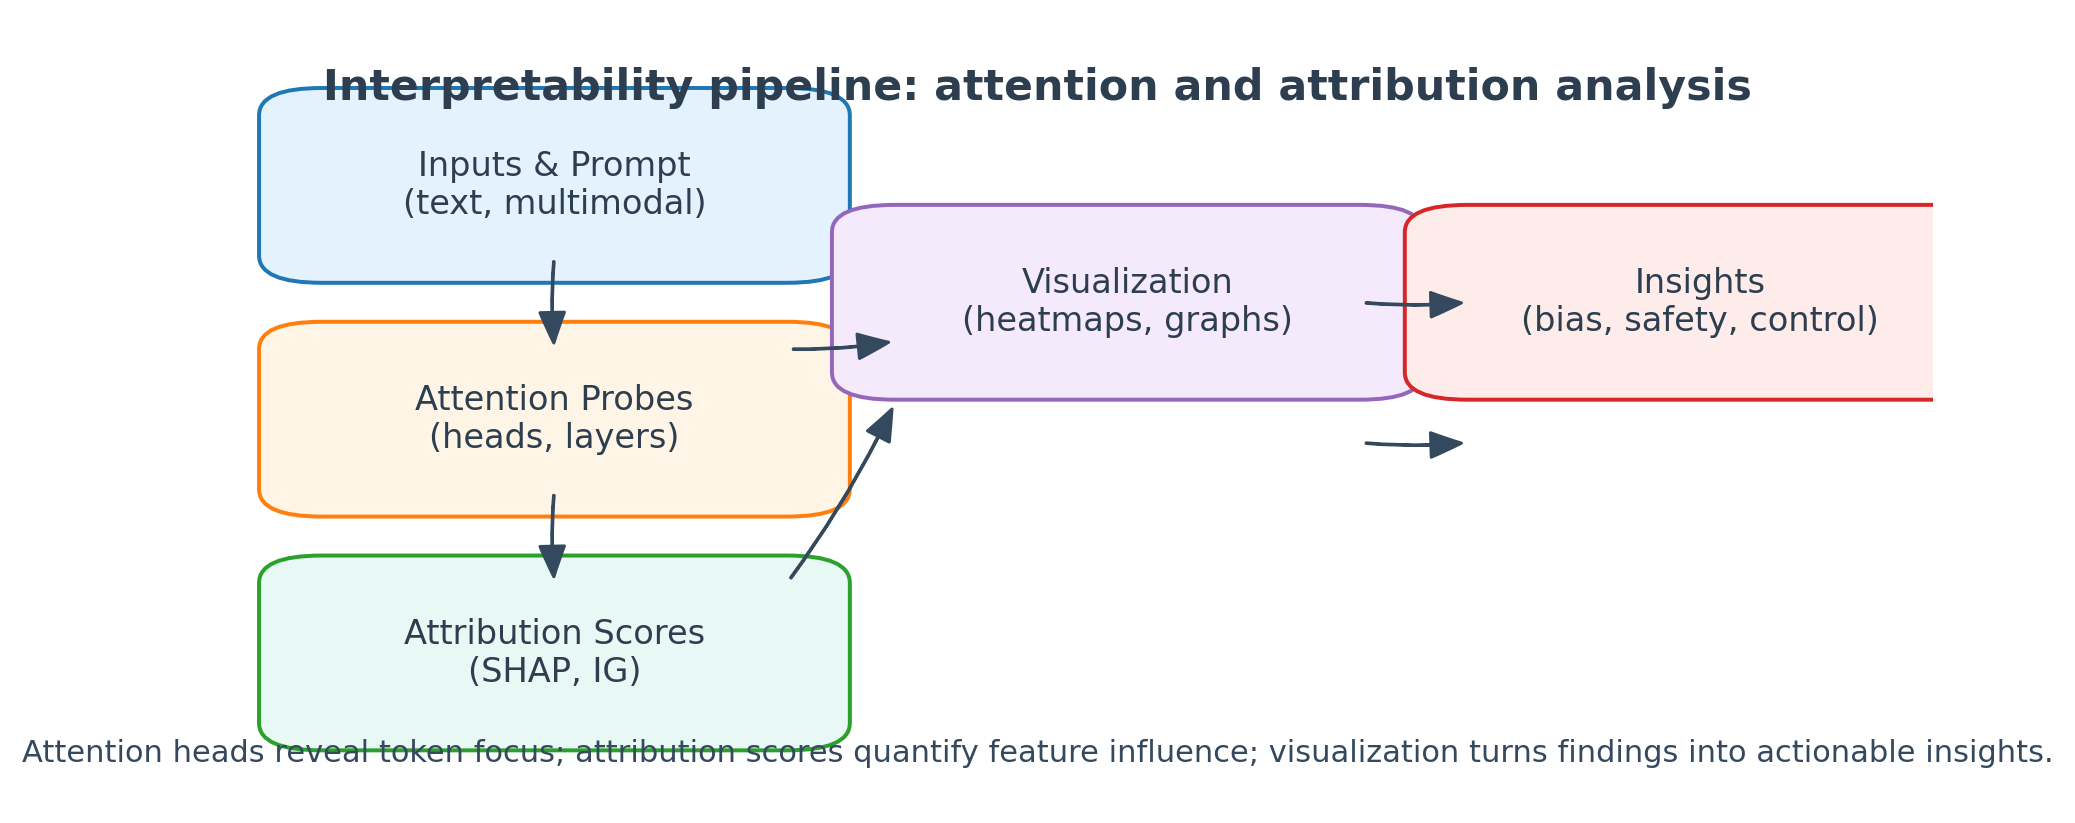 Interpretability pipeline: attention and attribution analysis
Inputs & Prompt
(text, multimodal)
Attention Probes
(heads, layers)
Attribution Scores
(SHAP, IG)
Visualization
(heatmaps, graphs)
Insights
(bias, safety, control)
Attention heads reveal token focus; attribution scores quantify feature influence; visualization turns findings into actionable insights.